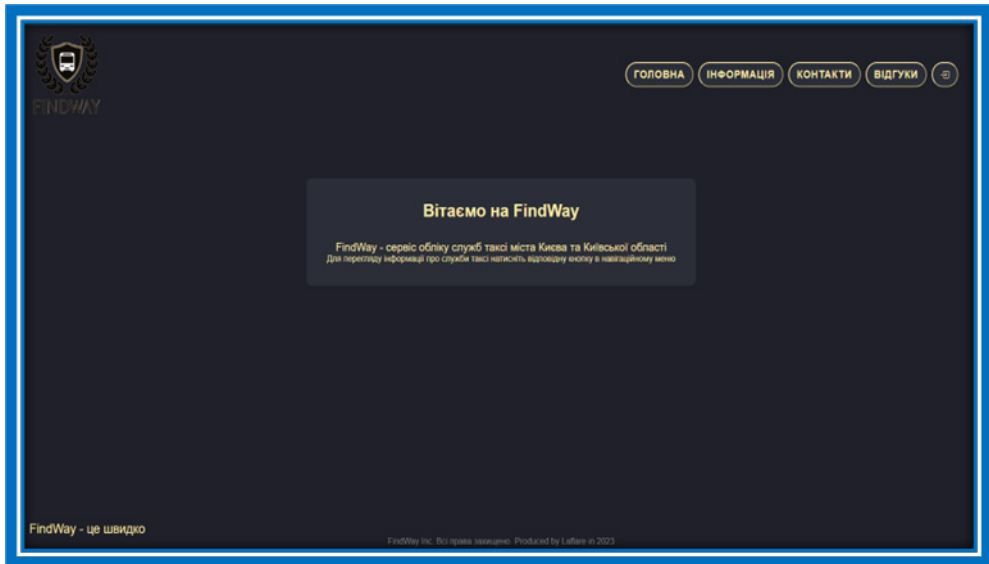 FINDWAY
ГОЛОВНА ІНФОРМАЦІЯ КОНТАКТИ ВІДГУКИ
Вітаємо на FindWay
FindWay - сервіс обліку служб таксі міста Києва та Київської області
Для перегляду інформації про служби таксі натисніть відповідну кнопку в навігаційному меню
FindWay - це швидко
FindWay Inc. Всі права захищено. Produced by Laflare in 2023